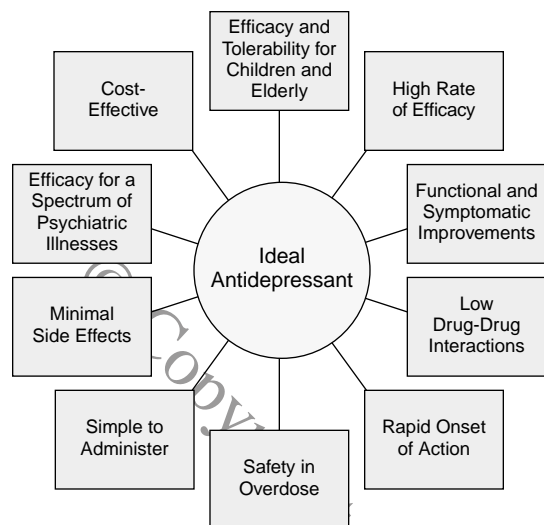 Efficacy and
Tolerability for
Children and
Elderly
High Rate
of Efficacy
Functional and
Symptomatic
Improvements
Low
Drug-Drug
Interactions
Rapid Onset
of Action
Safety in
Overdose
Simple to
Administer
Minimal
Side Effects
Efficacy for a
Spectrum of
Psychiatric
Illnesses
Cost-
Effective
Ideal
Antidepressant